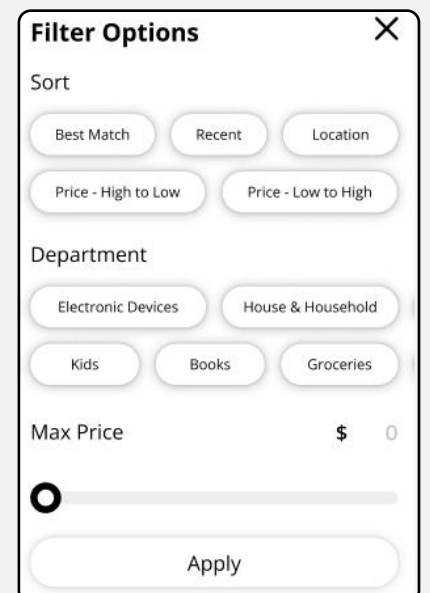 Filter Options
Sort
Best Match Recent Location
Price - High to Low Price - Low to High
Department
Electronic Devices House & Household
Kids Books Groceries
Max Price $ 0
Apply